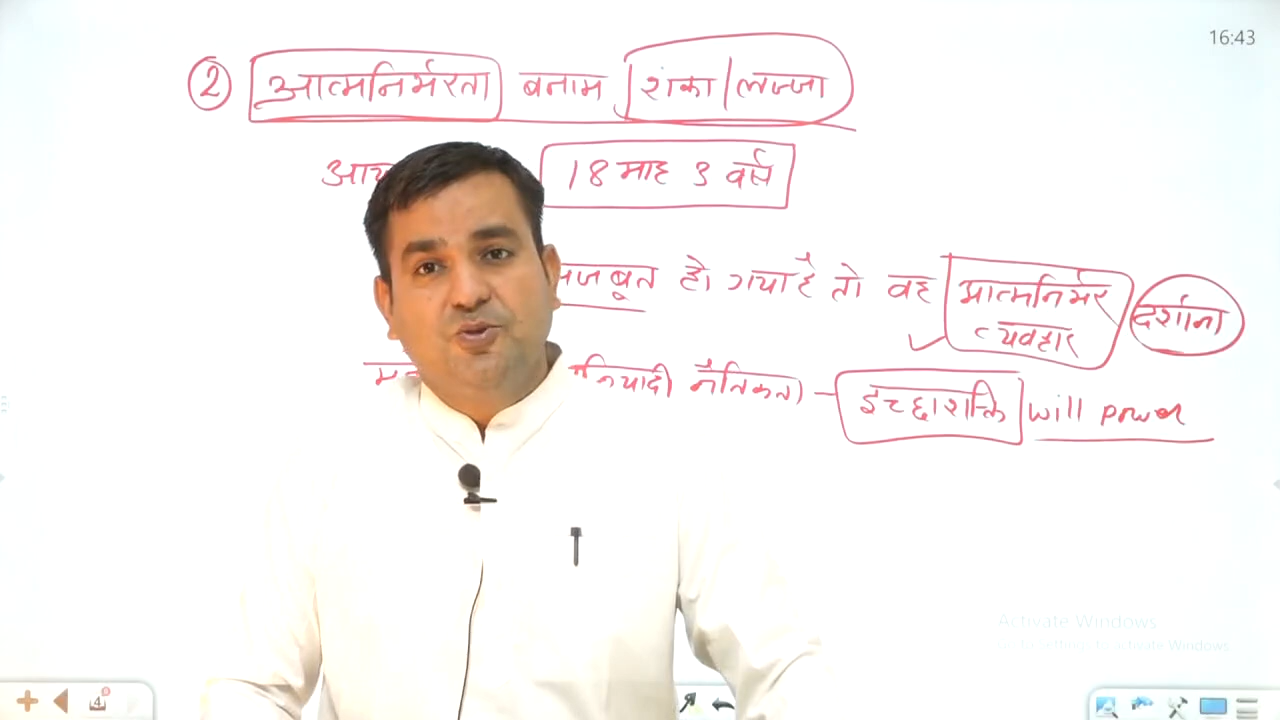 16:43
2 आत्मनिर्भरता बनाम शंका/लज्जा
18 माह 3 वर्ष
मजबूत हो गया है तो वह आत्मनिर्भर दर्शाना
व्यवहार
नैतिकता) - इच्छाशक्ति will power
Activate Windows
4